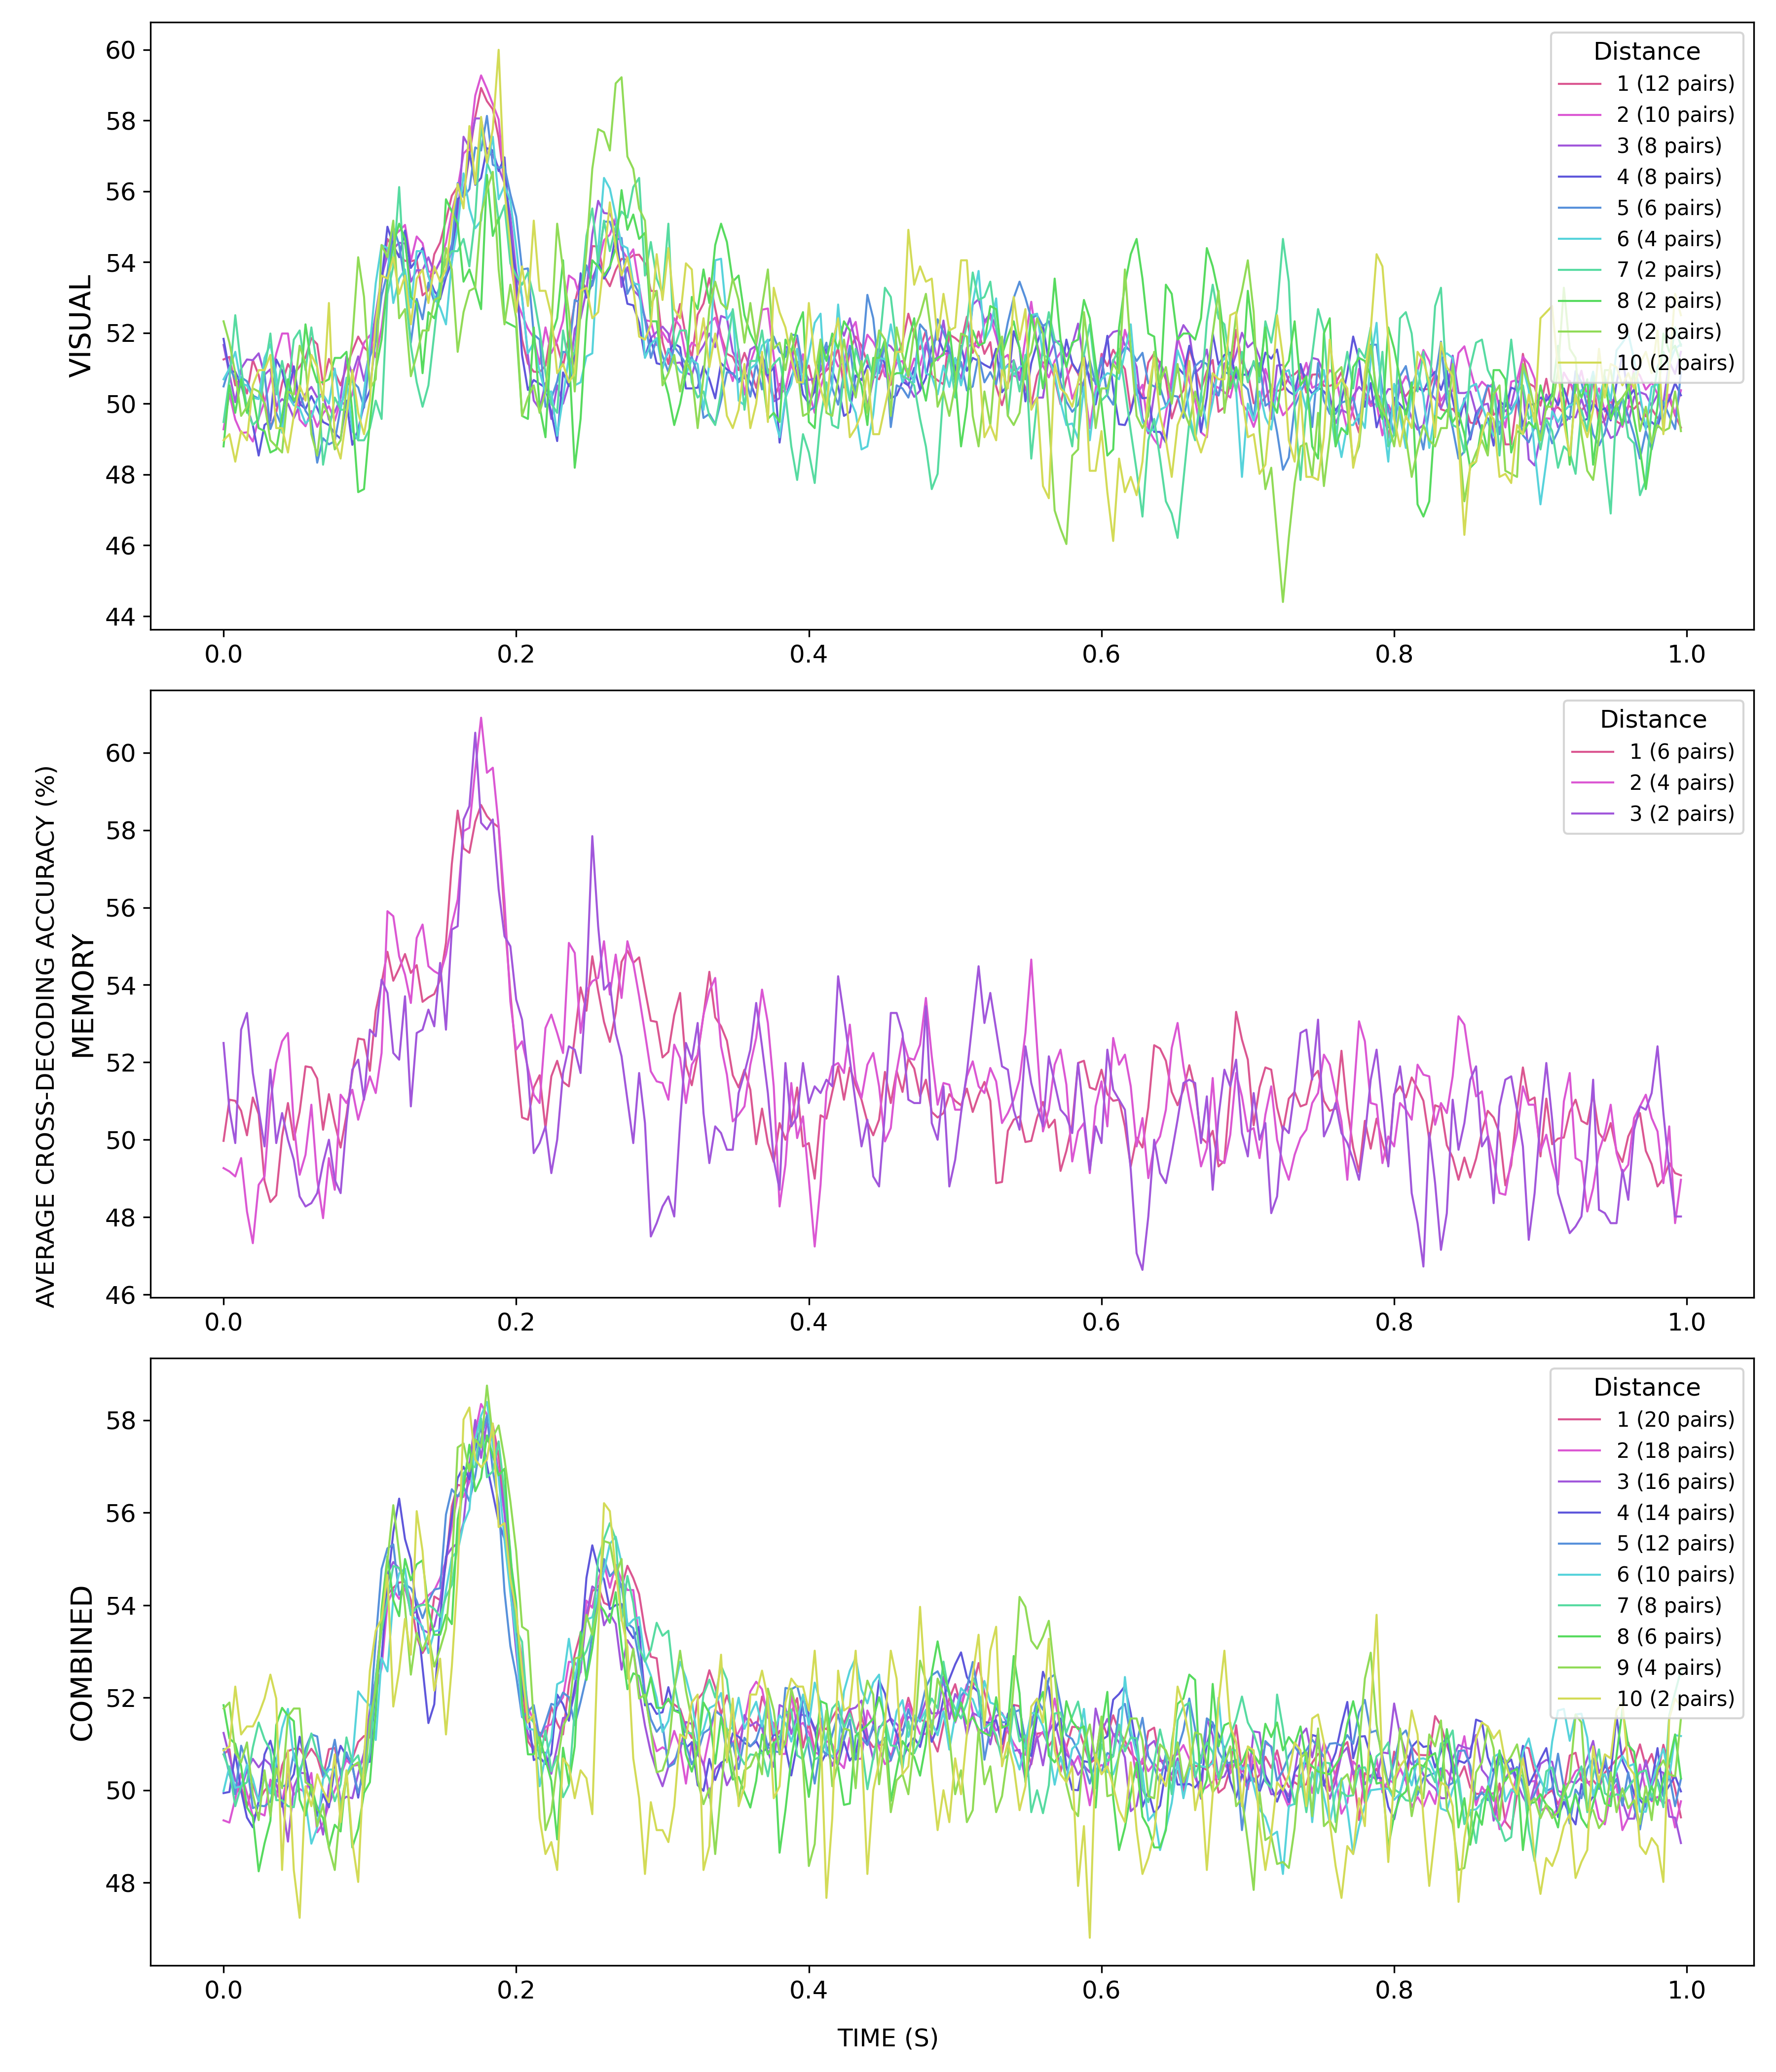 AVERAGE CROSS-DECODING ACCURACY (%)
VISUAL
60
58
56
54
52
50
48
46
44
0.0 0.2 0.4 0.6 0.8 1.0
Distance
1 (12 pairs)
2 (10 pairs)
3 (8 pairs)
4 (8 pairs)
5 (6 pairs)
6 (4 pairs)
7 (2 pairs)
8 (2 pairs)
9 (2 pairs)
10 (2 pairs)
MEMORY
60
58
56
54
52
50
48
46
0.0 0.2 0.4 0.6 0.8 1.0
Distance
1 (6 pairs)
2 (4 pairs)
3 (2 pairs)
COMBINED
58
56
54
52
50
48
0.0 0.2 0.4 0.6 0.8 1.0
Distance
1 (20 pairs)
2 (18 pairs)
3 (16 pairs)
4 (14 pairs)
5 (12 pairs)
6 (10 pairs)
7 (8 pairs)
8 (6 pairs)
9 (4 pairs)
10 (2 pairs)
TIME (S)